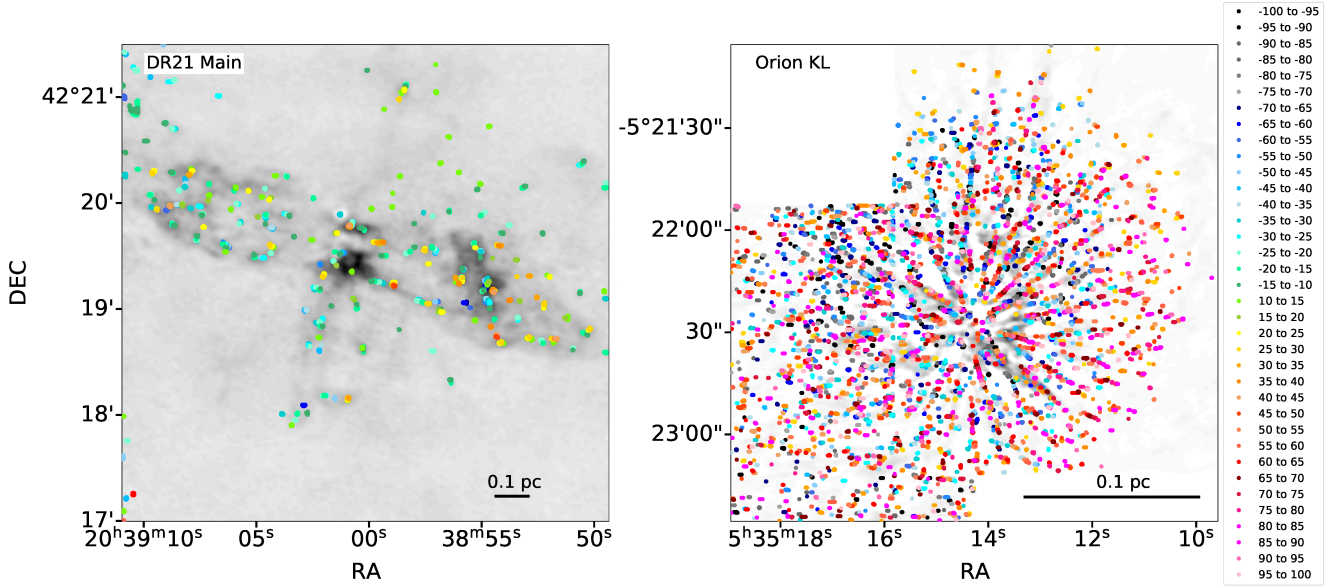 DR21 Main
42°21'
20'
19'
18'
17'
DEC
0.1 pc
20ʰ39ᵐ10ˢ
05ˢ
00ˢ
38ᵐ55ˢ
50ˢ
RA
Orion KL
-5°21'30"
22'00"
30"
23'00"
0.1 pc
5ʰ35ᵐ18ˢ
16ˢ
14ˢ
12ˢ
10ˢ
RA
-100 to -95
-95 to -90
-90 to -85
-85 to -80
-80 to -75
-75 to -70
-70 to -65
-65 to -60
-60 to -55
-55 to -50
-50 to -45
-45 to -40
-40 to -35
-35 to -30
-30 to -25
-25 to -20
-20 to -15
-15 to -10
10 to 15
15 to 20
20 to 25
25 to 30
30 to 35
35 to 40
40 to 45
45 to 50
50 to 55
55 to 60
60 to 65
65 to 70
70 to 75
75 to 80
80 to 85
85 to 90
90 to 95
95 to 100